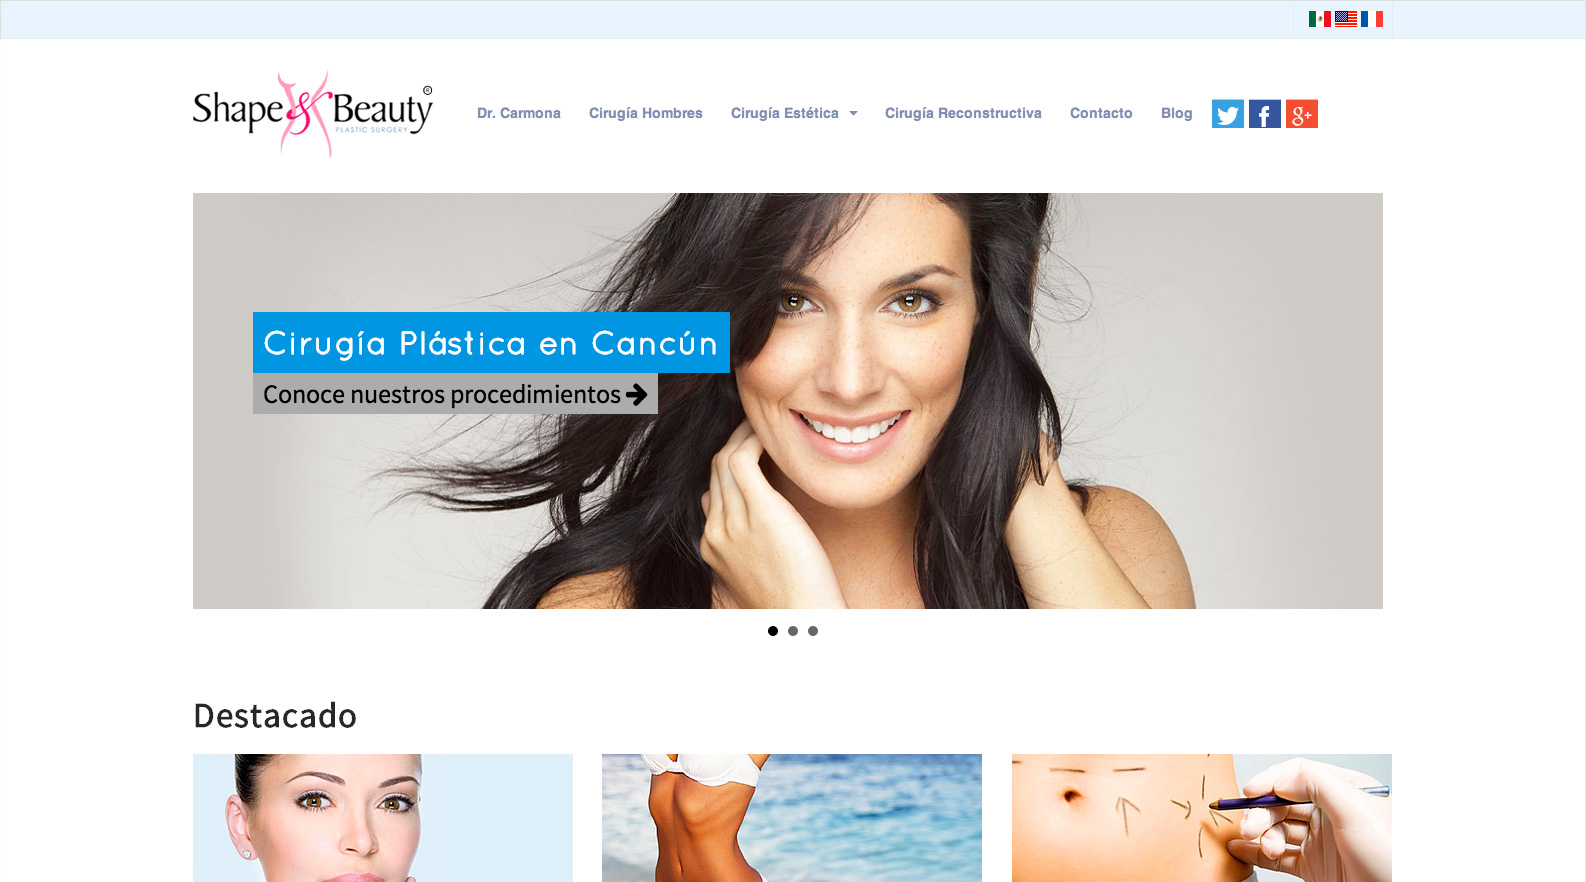 Shape & Beauty ®
PLASTIC SURGERY
Dr. Carmona Cirugía Hombres Cirugía Estética Cirugía Reconstructiva Contacto Blog
Cirugía Plástica en Cancún
Conoce nuestros procedimientos
Destacado